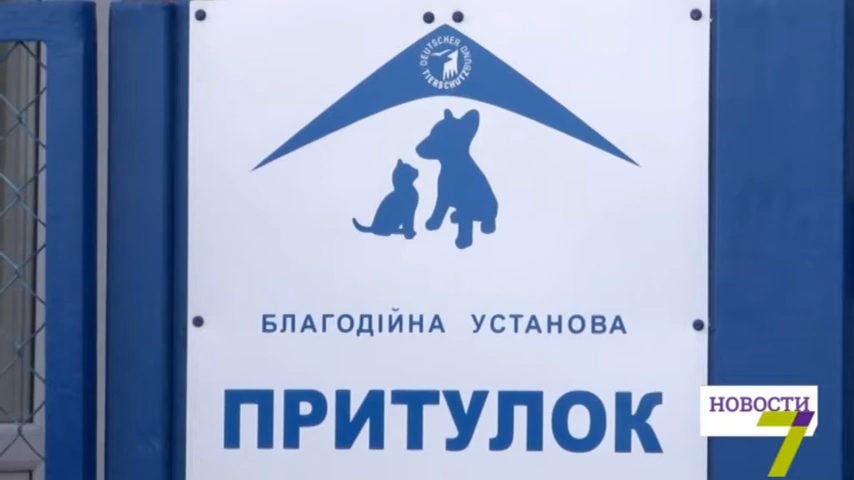 DEUTSCHER
TIERSCHUTZBUND
БЛАГОДІЙНА УСТАНОВА
ПРИТУЛОК
НОВОСТИ
7